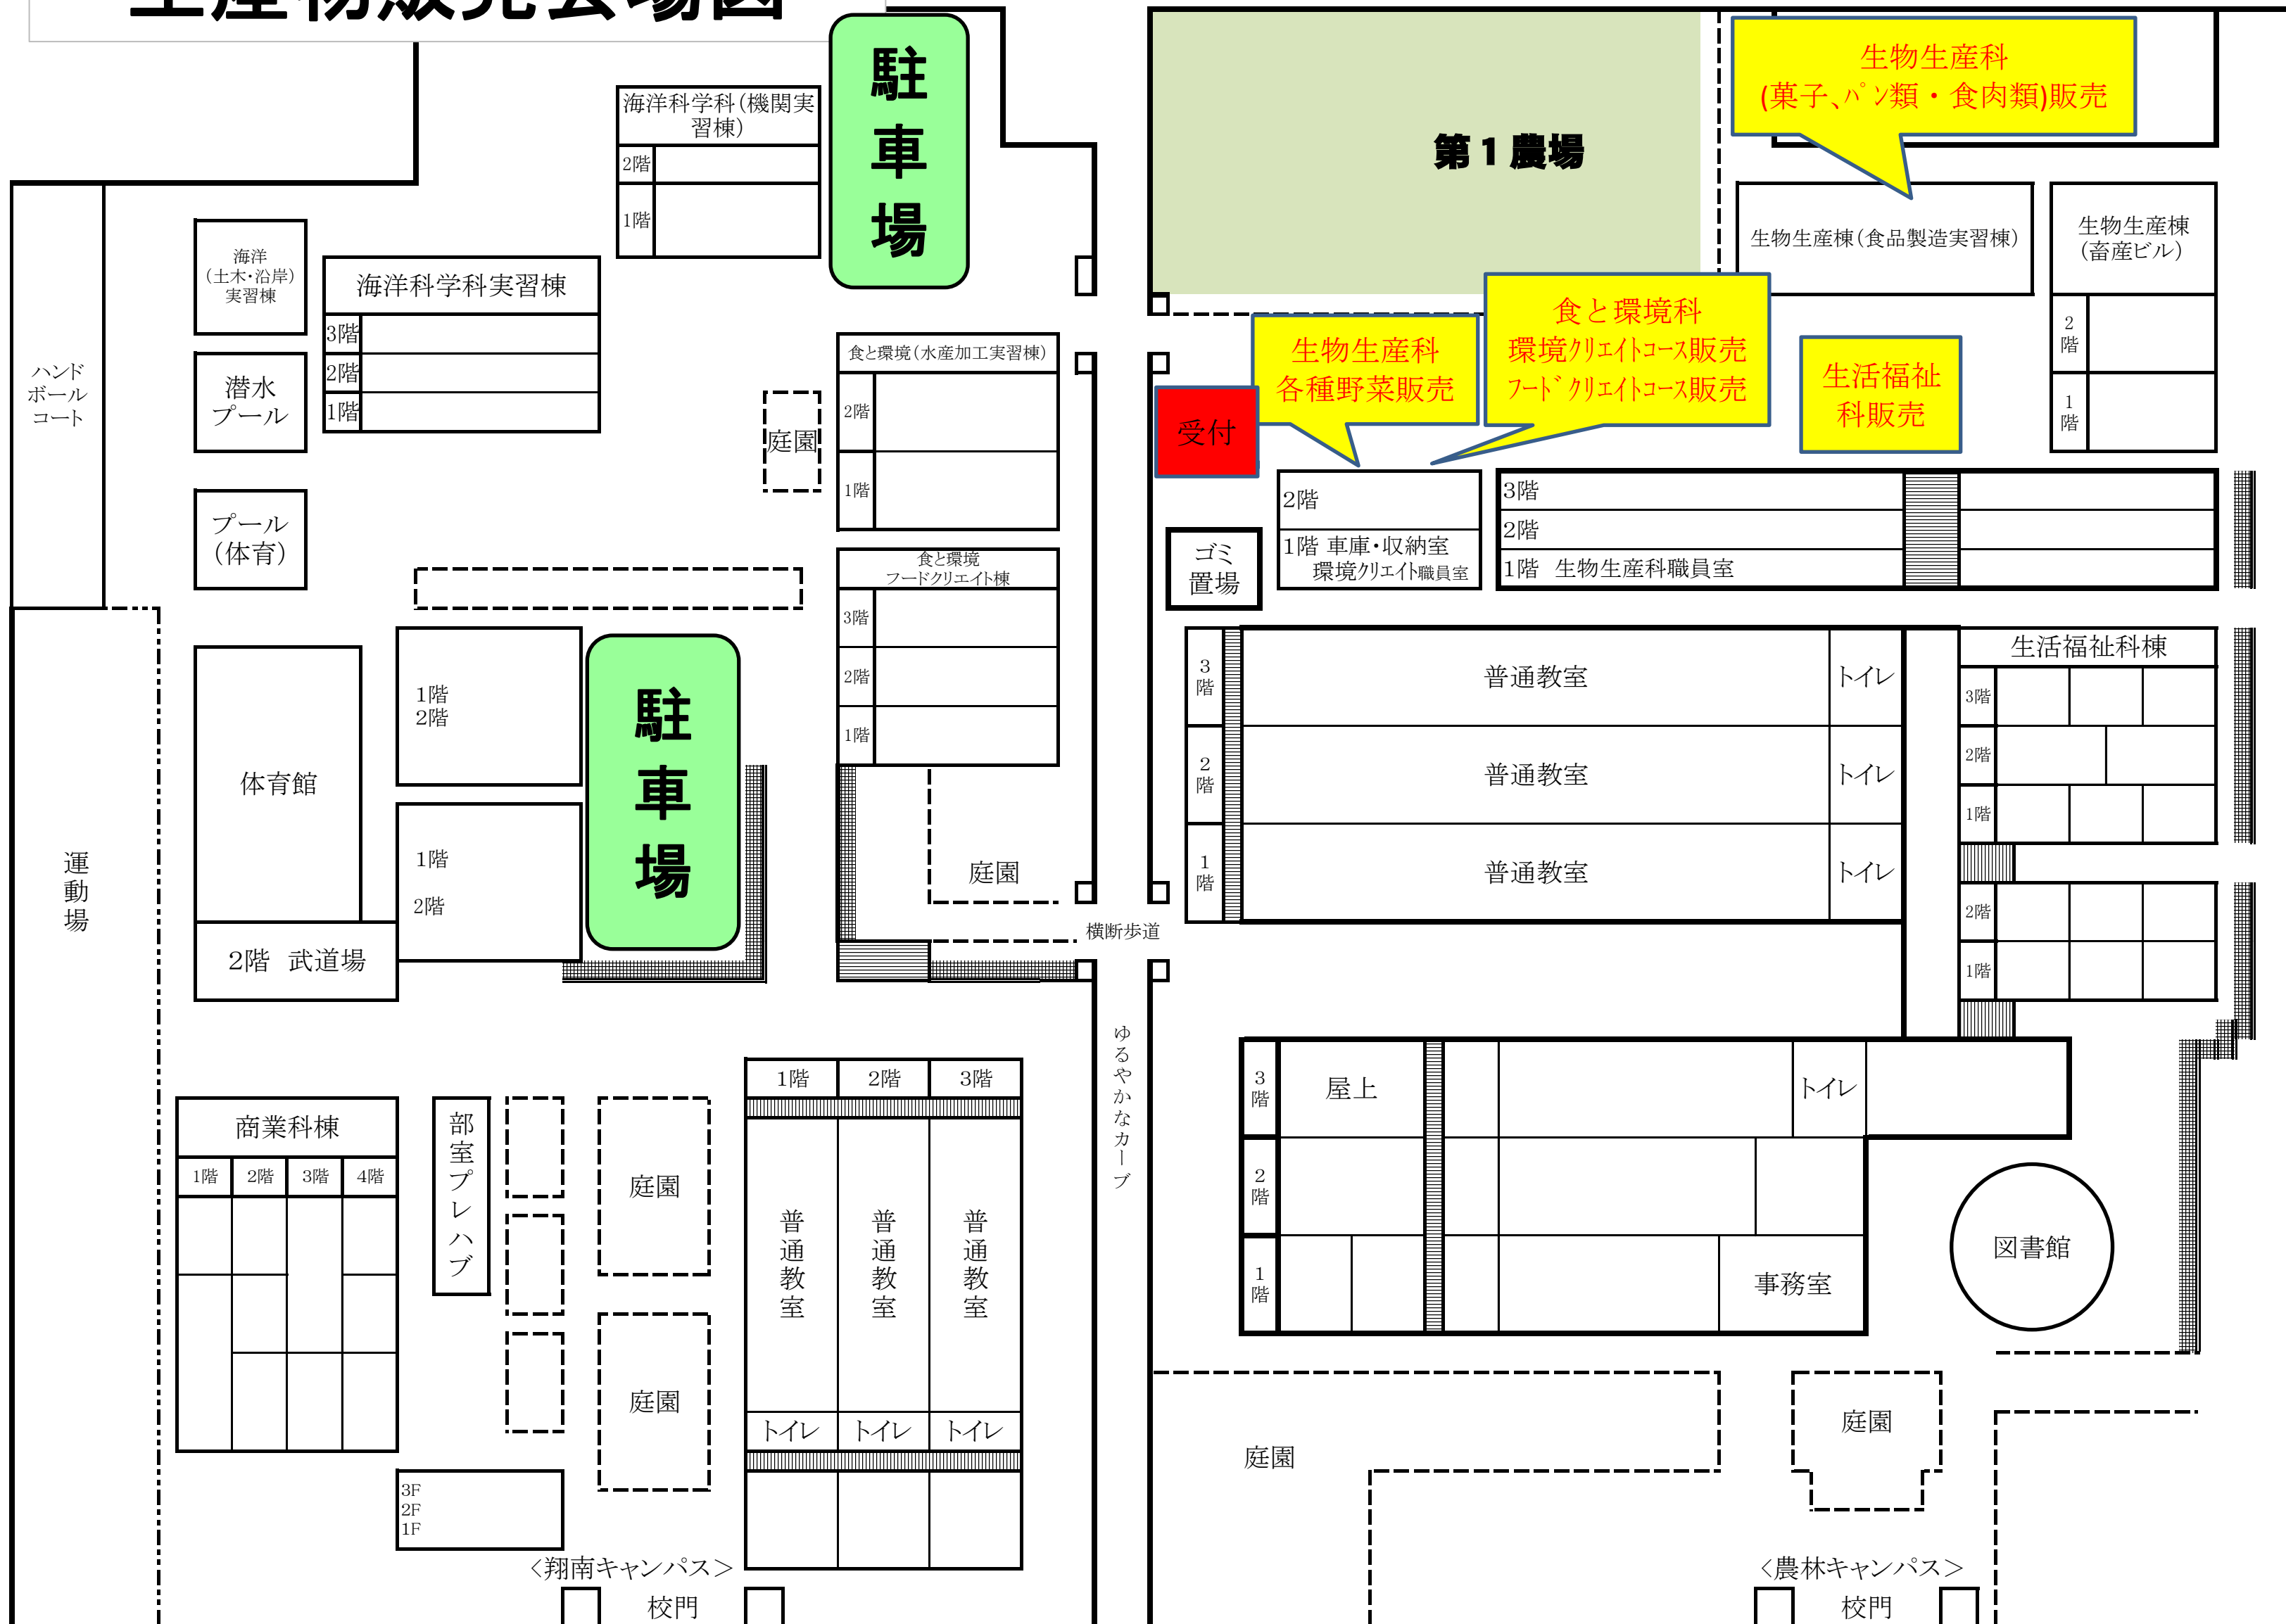 生産物販売会場図
駐
車
場
生物生産科
(菓子、ﾊﾟﾝ類・食肉類)販売
海洋科学科(機関実
習棟)
2階
1階
第１農場
生物生産棟(食品製造実習棟)
生物生産棟
(畜産ビル)
2
階
1
階
海洋
(土木・沿岸)
実習棟
海洋科学科実習棟
3階
2階
1階
ハンド
ボール
コート
潜水
プール
プール
(体育)
庭園
食と環境(水産加工実習棟)
2階
1階
食と環境
フードクリエイト棟
3階
2階
1階
生物生産科
各種野菜販売
食と環境科
環境ｸﾘｴｲﾄｺｰｽ販売
ﾌｰﾄﾞｸﾘｴｲﾄｺｰｽ販売
生活福祉
科販売
受付
ゴミ
置場
2階
1階 車庫・収納室
環境ｸﾘｴｲﾄ職員室
3階
2階
1階 生物生産科職員室
1階
2階
1階
2階
駐
車
場
体育館
2階 武道場
運
動
場
庭園
横断歩道
3
階
普通教室
トイレ
2
階
普通教室
トイレ
1
階
普通教室
トイレ
生活福祉科棟
3階
2階
1階
2階
1階
ゆるやかなカーブ
商業科棟
1階 2階 3階 4階
部室プレハブ
庭園
庭園
1階 2階 3階
普通教室
普通教室
普通教室
トイレ トイレ トイレ
3F
2F
1F
<翔南キャンパス>
校門
3
階
屋上
トイレ
2
階
1
階
事務室
図書館
庭園
庭園
<農林キャンパス>
校門